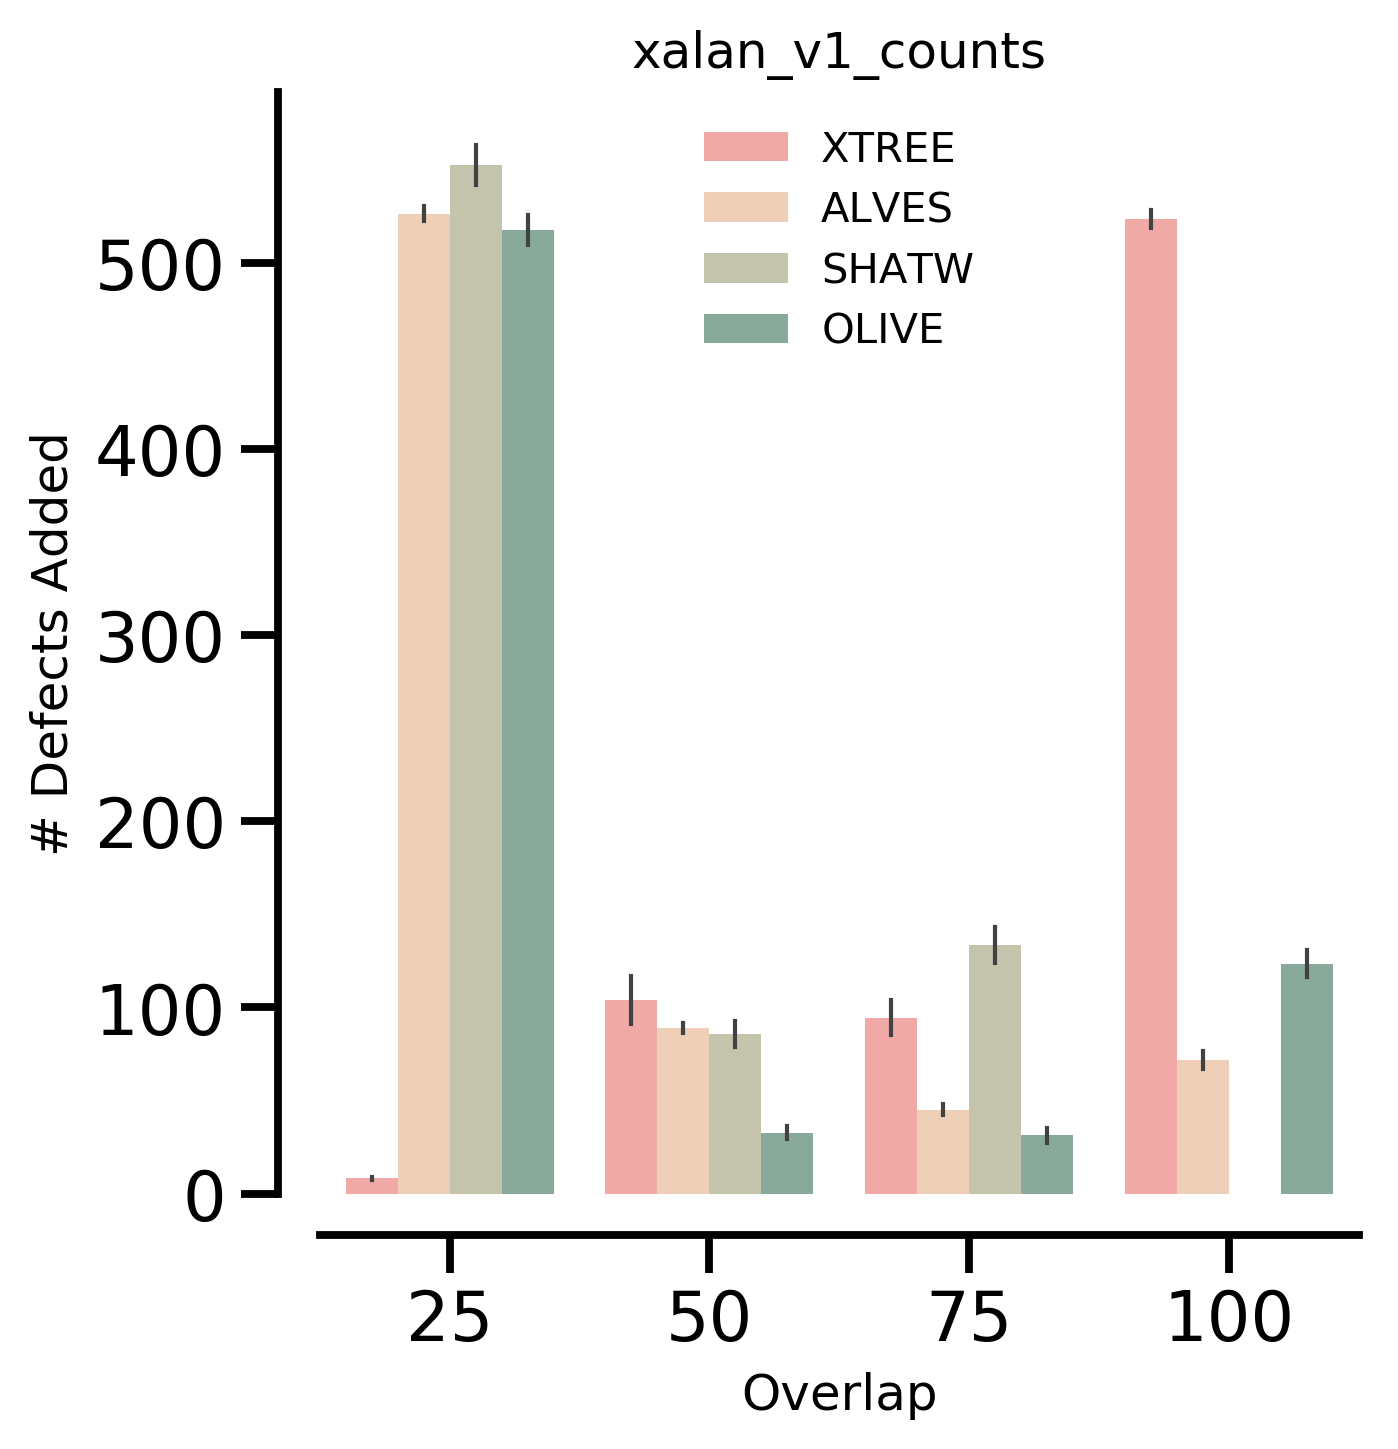 xalan_v1_counts
XTREE
ALVES
SHATW
OLIVE
# Defects Added
500
400
300
200
100
0
25 50 75 100
Overlap